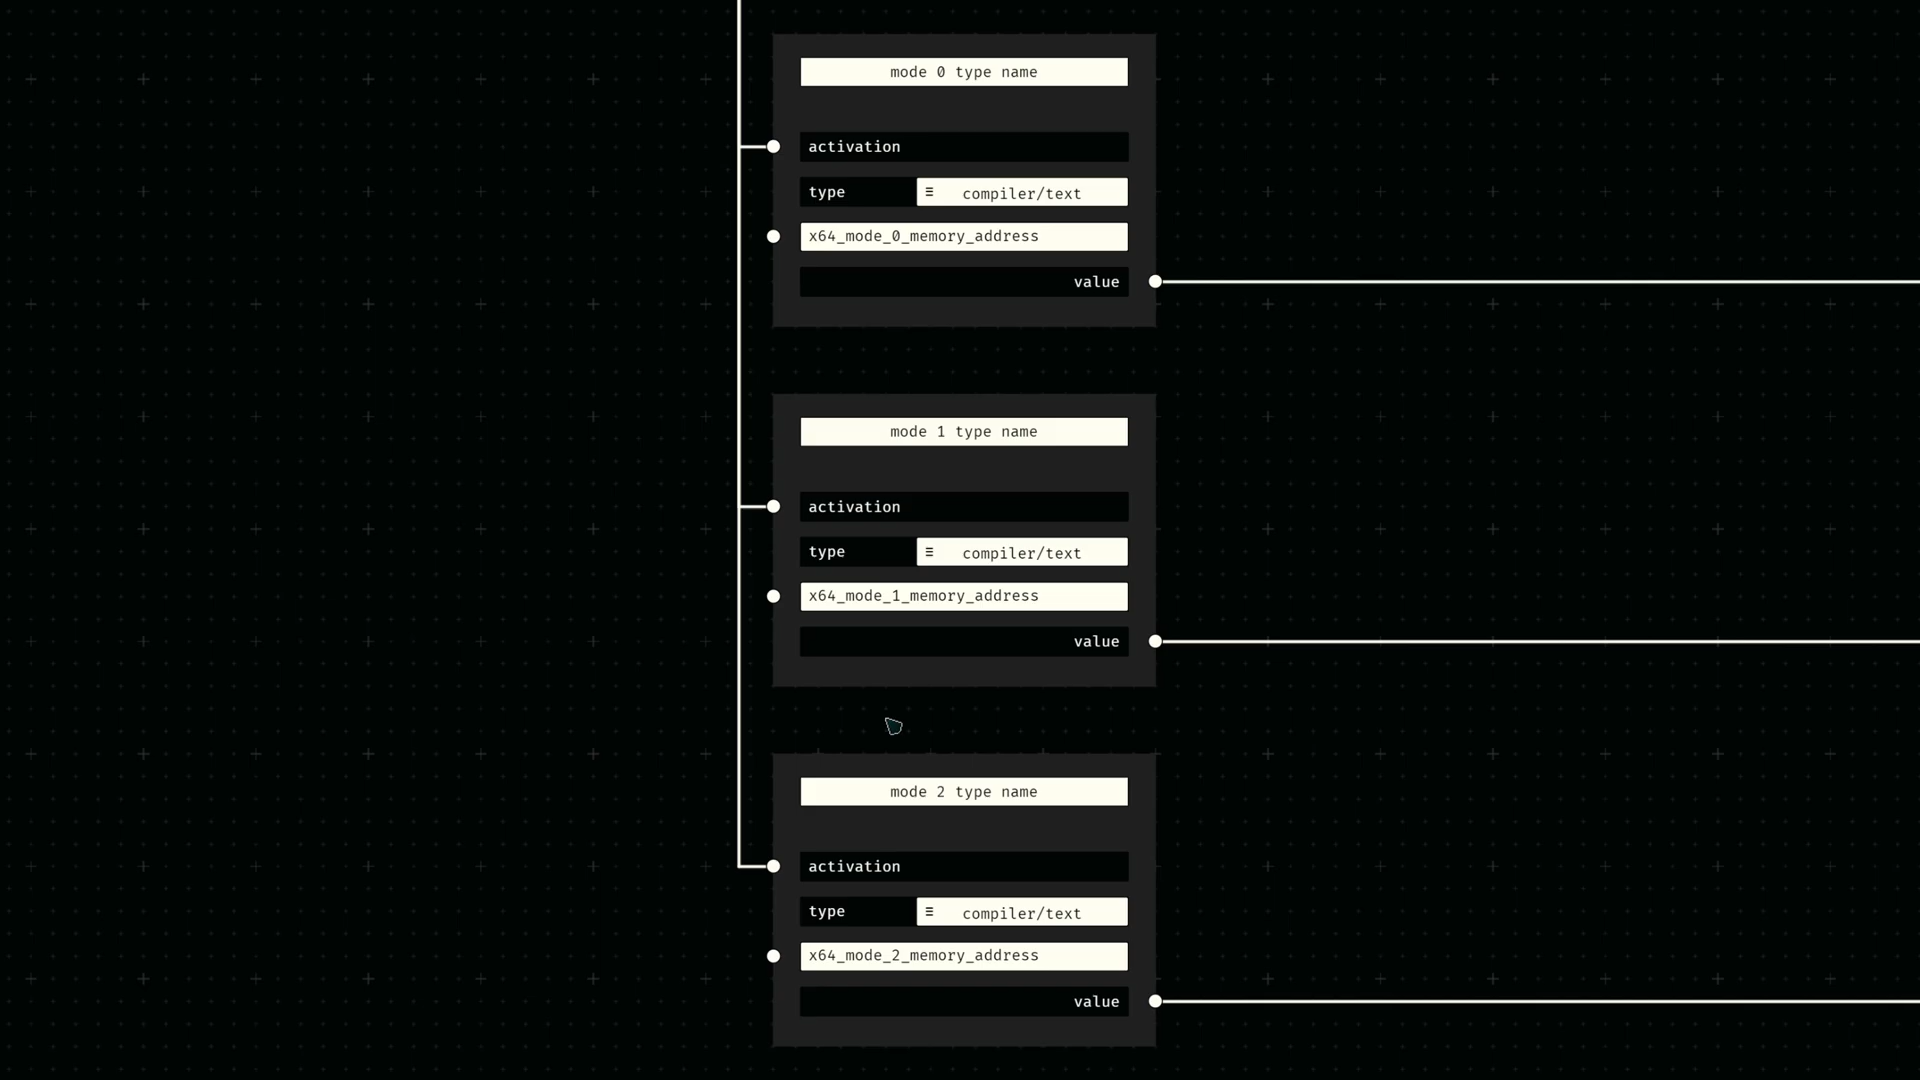 mode 0 type name
activation
type ≡ compiler/text
x64_mode_0_memory_address
value
mode 1 type name
activation
type ≡ compiler/text
x64_mode_1_memory_address
value
mode 2 type name
activation
type ≡ compiler/text
x64_mode_2_memory_address
value